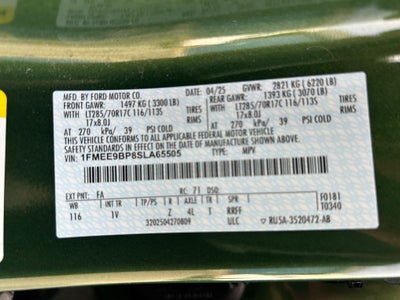 MFD. BY FORD MOTOR CO.
DATE: 04/25 GVWR: 2821 KG (6220 LB)
FRONT GAWR: 1497 KG (3300 LB) REAR GAWR: 1393 KG (3070 LB)
WITH LT285/70R17C 116/113S TIRES WITH LT285/70R17C 116/113S TIRES
17x8.0J RIMS 17x8.0J RIMS
AT 270 kPa/ 39 PSI COLD AT 270 kPa/ 39 PSI COLD
THIS VEHICLE CONFORMS TO ALL APPLICABLE FEDERAL MOTOR VEHICLE
SAFETY STANDARDS IN EFFECT ON THE DATE OF MANUFACTURE SHOWN ABOVE.
VIN: 1FMEE9BP8SLA65505 TYPE: MPV
EXT PNT: FA RC: 71 DSO:
WB INT TR TP/PS R AXLE TR SPR F0181
116 1V Z 4L T RREF T0340
3202504270809 ULC RU5A-3520472-AB